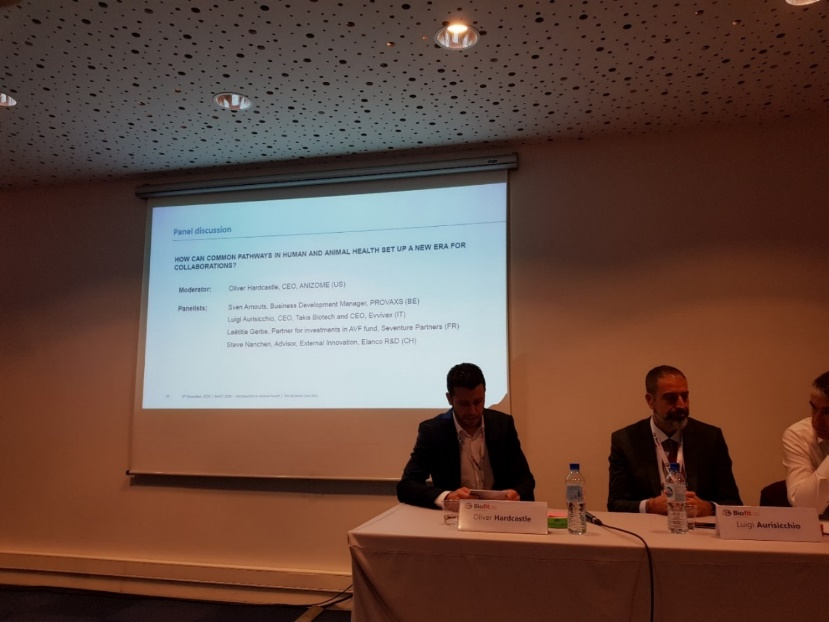 Panel discussion
HOW CAN COMMON PATHWAYS IN HUMAN AND ANIMAL HEALTH SET UP A NEW ERA FOR
COLLABORATIONS?
Moderator: Oliver Hardcastle, CEO, ANIZOME (US)
Panelists: Sven Arnouts, Business Development Manager, PROVAXS (BE)
Luigi Aurisicchio, CEO, Takis Biotech and CEO, Evvivax (IT)
Laëtitia Gerbe, Partner for investments in AVF fund, Seventure Partners (FR)
Steve Nanchen, Advisor, External Innovation, Elanco R&D (CH)
Biofit
Oliver Hardcastle
Biofit
Luigi Aurisicchio